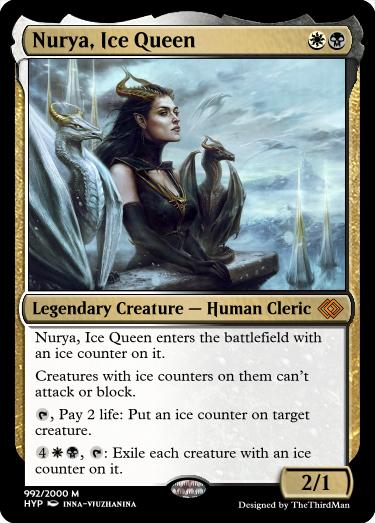 Nurya, Ice Queen
Legendary Creature — Human Cleric
Nurya, Ice Queen enters the battlefield with
an ice counter on it.
Creatures with ice counters on them can't
attack or block.
, Pay 2 life: Put an ice counter on target
creature.
4 , : Exile each creature with an ice
counter on it.
2/1
992/2000 M
HYP INNA-VIUZHANINA
Designed by TheThirdMan